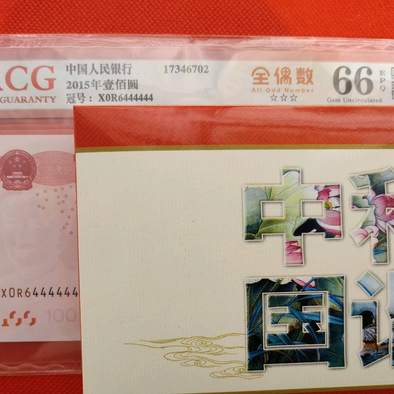 ACG
GUARANTY
中国人民银行
2015年壹佰圆
冠号: X0R6444444
17346702
全偶数
All Odd Number
☆☆☆
66
EPQ
Gem Uncirculated
X0R6444444
100
中
国